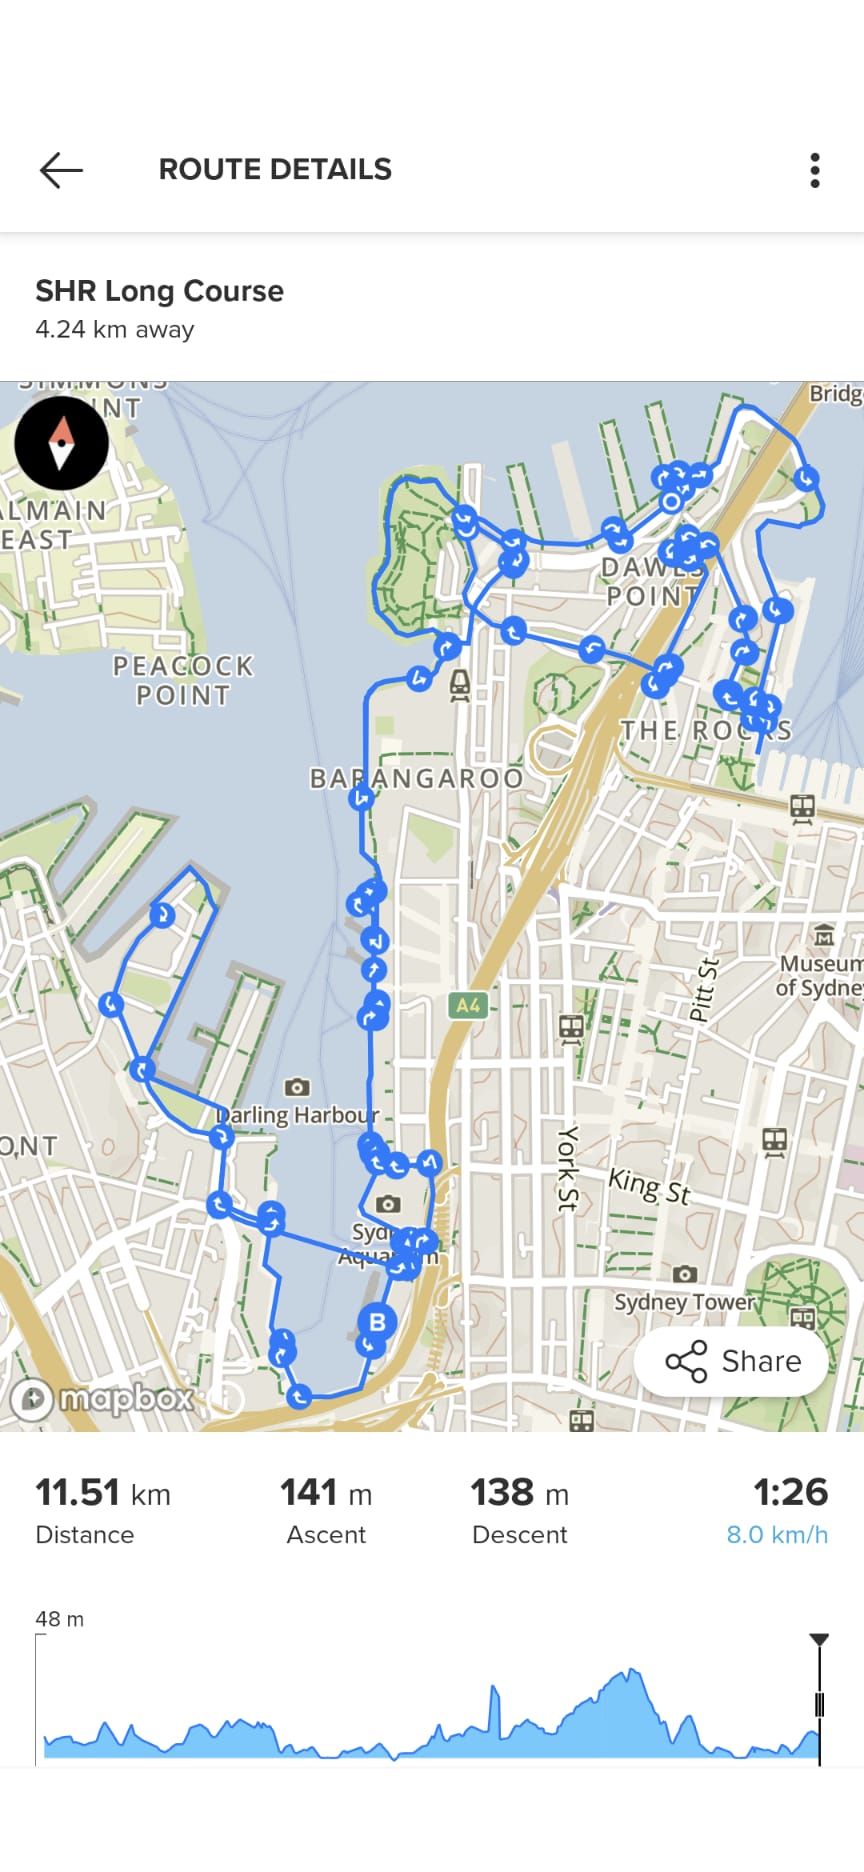 ROUTE DETAILS
SHR Long Course
4.24 km away
Bridg
INT
ALMAIN
EAST
DAWES
POINT
PEACOCK
POINT
THE ROCKS
BARANGAROO
Museum
of Sydney
Pitt St
A4
Darling Harbour
ONT
York St
King St
Sydney
Aquarium
B
Sydney Tower
Share
mapbox
11.51 km
141 m
138 m
1:26
Distance
Ascent
Descent
8.0 km/h
48 m